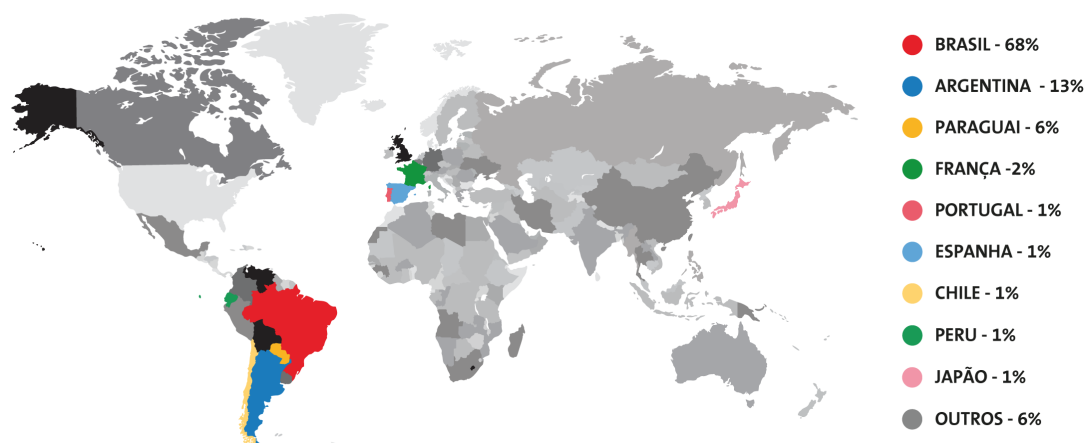 BRASIL - 68%
ARGENTINA - 13%
PARAGUAI - 6%
FRANÇA -2%
PORTUGAL - 1%
ESPANHA - 1%
CHILE - 1%
PERU - 1%
JAPÃO - 1%
OUTROS - 6%